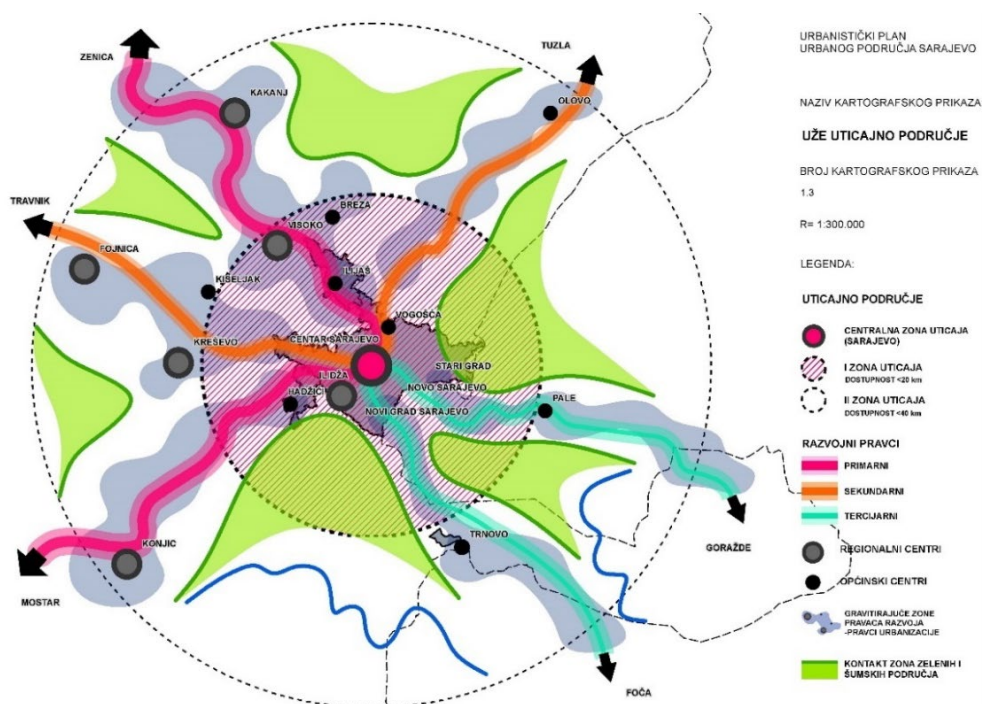 URBANISTIČKI PLAN
URBANOG PODRUČJA SARAJEVO
NAZIV KARTOGRAFSKOG PRIKAZA
UŽE UTICAJNO PODRUČJE
BROJ KARTOGRAFSKOG PRIKAZA
1.3
R= 1:300.000
LEGENDA:
UTICAJNO PODRUČJE
CENTRALNA ZONA UTICAJA
(SARAJEVO)
I ZONA UTICAJA
DOSTUPNOST <20 km
II ZONA UTICAJA
DOSTUPNOST <40 km
RAZVOJNI PRAVCI
PRIMARNI
SEKUNDARNI
TERCIJARNI
REGIONALNI CENTRI
OPĆINSKI CENTRI
GRAVITIRAJUĆE ZONE
PRAVACA RAZVOJA
-PRAVCI URBANIZACIJE
KONTAKT ZONA ZELENIH I
ŠUMSKIH PODRUČJA
ZENICA
TUZLA
KAKANJ
OLOVO
TRAVNIK
BREZA
VISOKO
FOJNICA
ILIJAŠ
KISELJAK
VOGOŠĆA
CENTAR SARAJEVO
KREŠEVO
STARI GRAD
ILIDŽA
NOVO SARAJEVO
HADŽIĆI
NOVI GRAD SARAJEVO
PALE
TRNOVO
KONJIC
GORAŽDE
MOSTAR
FOČA